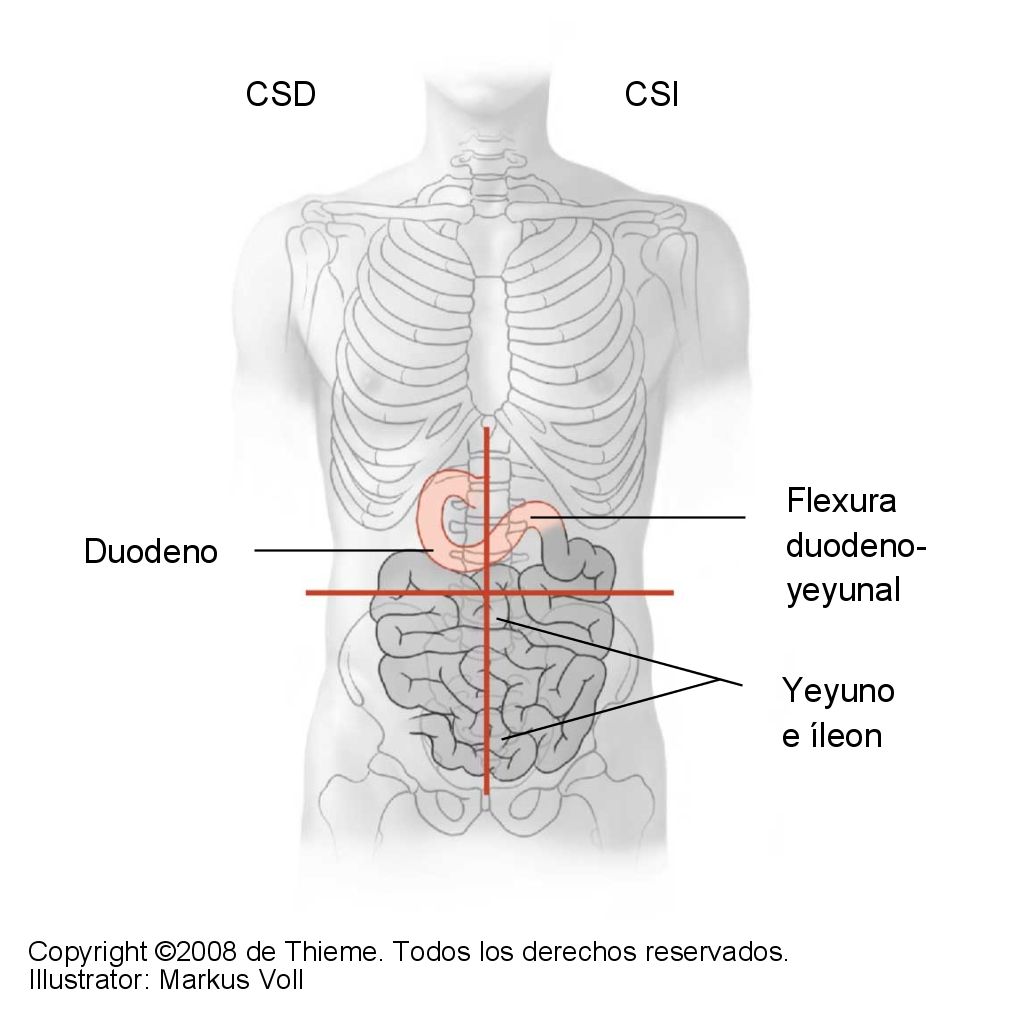 CSD
CSI
Flexura
duodeno-
yeyunal
Duodeno
Yeyuno
e íleon
Copyright ©2008 de Thieme. Todos los derechos reservados.
Illustrator: Markus Voll